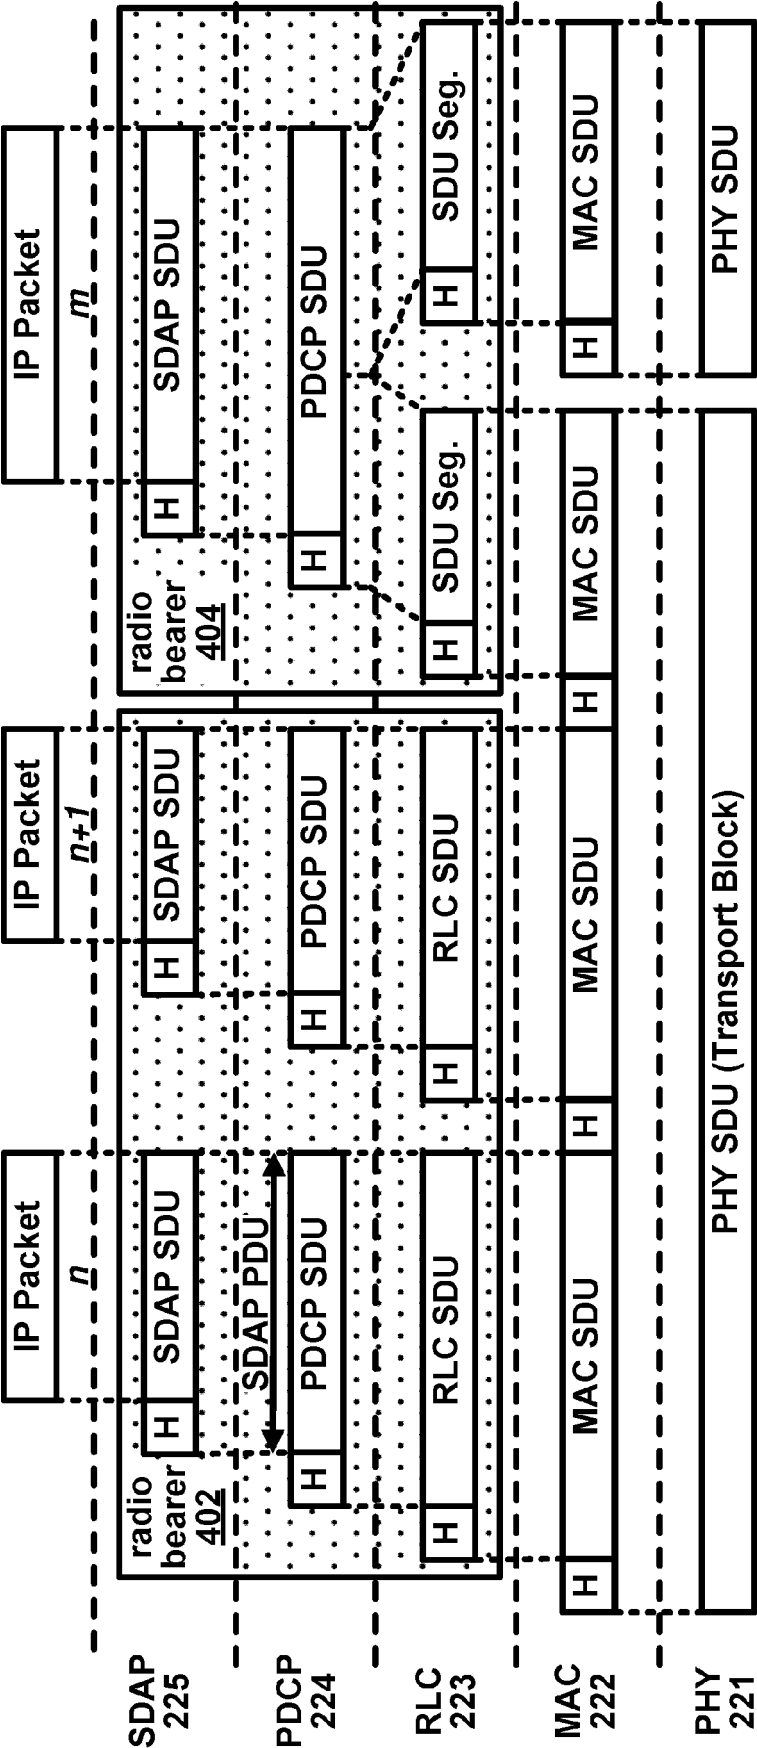 IP Packet
IP Packet
IP Packet
n
n+1
m
SDAP
225
radio
bearer
402
H
SDAP SDU
H
SDAP SDU
radio
bearer
404
H
SDAP SDU
SDAP PDU
PDCP
224
H
PDCP SDU
H
PDCP SDU
H
PDCP SDU
RLC
223
H
RLC SDU
H
RLC SDU
H
SDU Seg.
H
SDU Seg.
MAC
222
H
MAC SDU
H
MAC SDU
H
MAC SDU
H
MAC SDU
PHY
221
PHY SDU (Transport Block)
PHY SDU